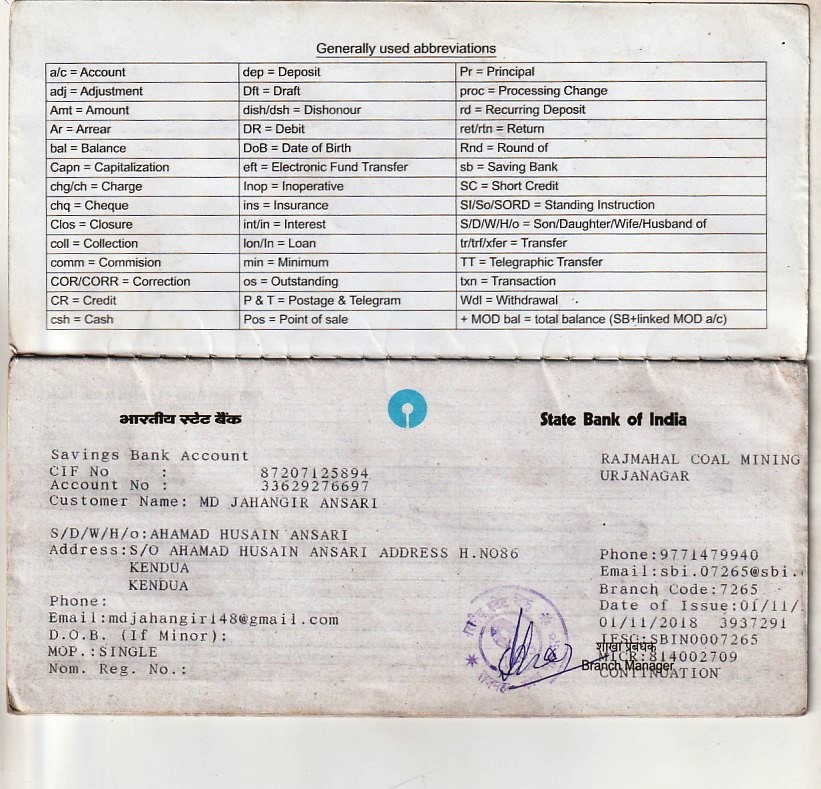 Generally used abbreviations
a/c = Account dep = Deposit Pr = Principal
adj = Adjustment Dft = Draft proc = Processing Change
Amt = Amount dish/dsh = Dishonour rd = Recurring Deposit
Ar = Arrear DR = Debit ret/rtn = Return
bal = Balance DoB = Date of Birth Rnd = Round of
Capn = Capitalization eft = Electronic Fund Transfer sb = Saving Bank
chg/ch = Charge Inop = Inoperative SC = Short Credit
chq = Cheque ins = Insurance SI/So/SORD = Standing Instruction
Clos = Closure int/in = Interest S/D/W/H/o = Son/Daughter/Wife/Husband of
coll = Collection lon/In = Loan tr/trf/xfer = Transfer
comm = Commision min = Minimum TT = Telegraphic Transfer
COR/CORR = Correction os = Outstanding txn = Transaction
CR = Credit P & T = Postage & Telegram Wdl = Withdrawal
csh = Cash Pos = Point of sale + MOD bal = total balance (SB+linked MOD a/c)
भारतीय स्टेट बैंक State Bank of India
Savings Bank Account RAJMAHAL COAL MINING
CIF No : 87207125894 URJANAGAR
Account No : 33629276697
Customer Name: MD JAHANGIR ANSARI
S/D/W/H/o:AHAMAD HUSAIN ANSARI
Address:S/O AHAMAD HUSAIN ANSARI ADDRESS H.NO86 Phone:9771479940
KENDUA Email:sbi.07265@sbi.
KENDUA Branch Code:7265
Phone: Date of Issue:01/11/
Email:mdjahangir148@gmail.com 01/11/2018 3937291
D.O.B. (If Minor): IFSC:SBIN0007265
शाखा प्रबंधक
MOP.:SINGLE MICR:814002709
Branch Manager
Nom. Reg. No.: CONTINUATION